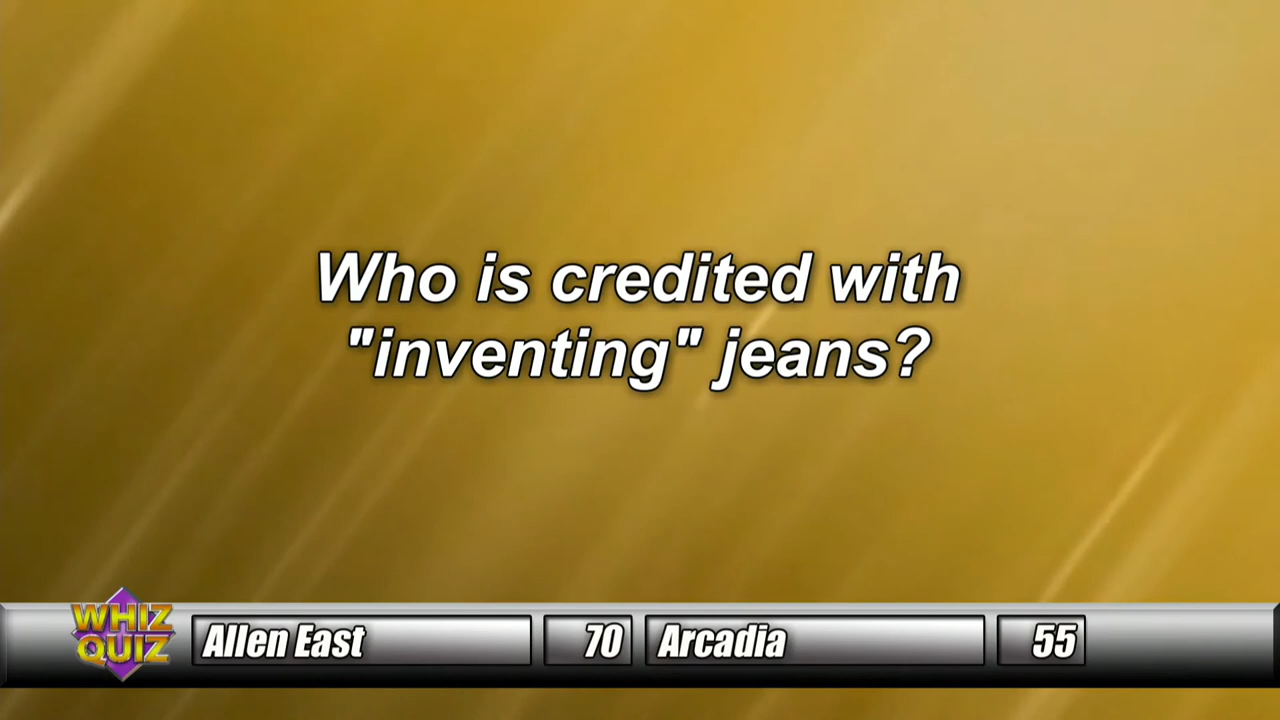 Who is credited with
"inventing" jeans?
WHIZ
QUIZ
Allen East 70 Arcadia 55